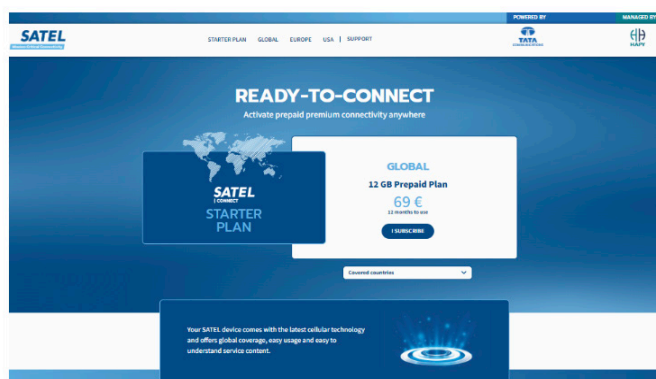 POWERED BY
MANAGED BY
SATEL
STARTER PLAN GLOBAL EUROPE USA | SUPPORT
TATA
HAPY
READY-TO-CONNECT
Activate prepaid premium connectivity anywhere
SATEL
CONNECT
STARTER
PLAN
GLOBAL
12 GB Prepaid Plan
69 €
12 months to use
I SUBSCRIBE
Covered countries
Your SATEL device comes with the latest cellular technology
and offers global coverage, easy usage and easy to
understand service content.